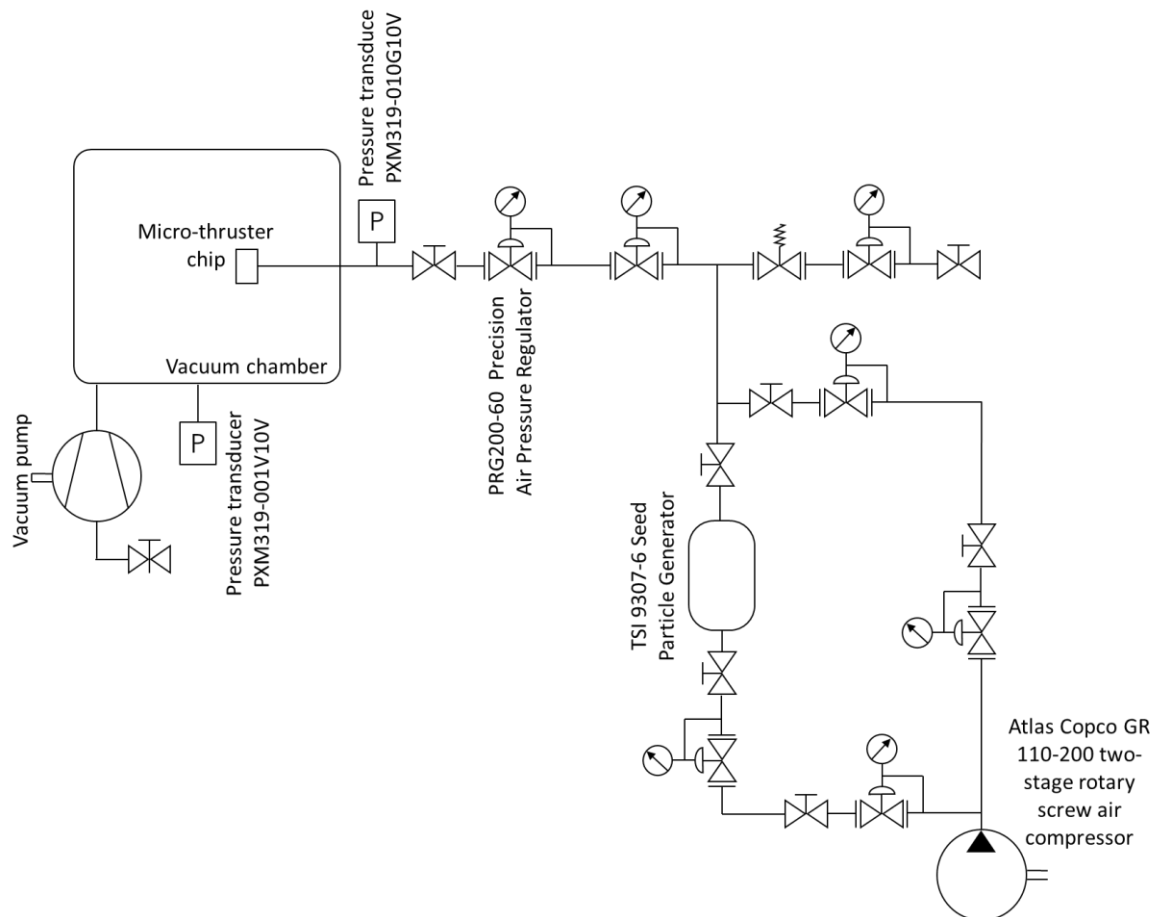 Pressure transduce
PXM319-010G10V
P
Micro-thruster
chip
Vacuum chamber
P
Vacuum pump
Pressure transducer
PXM319-001V10V
PRG200-60 Precision
Air Pressure Regulator
TSI 9307-6 Seed
Particle Generator
Atlas Copco GR
110-200 two-
stage rotary
screw air
compressor